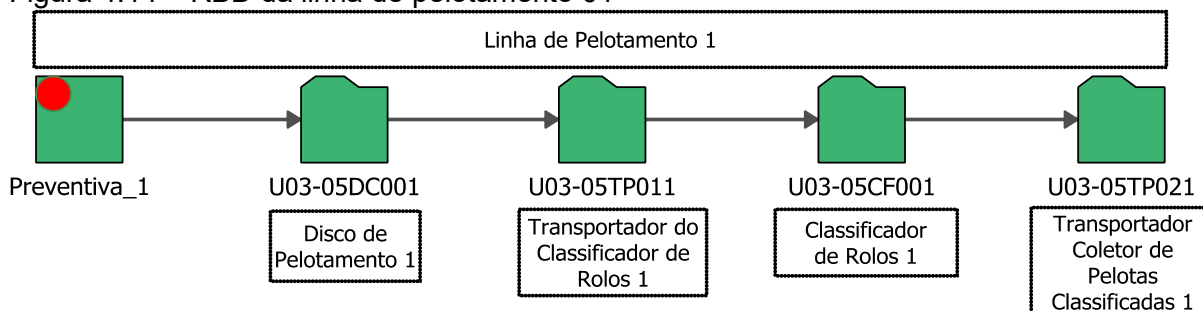 Linha de Pelotamento 1
Preventiva_1
U03-05DC001
U03-05TP011
U03-05CF001
U03-05TP021
Disco de
Pelotamento 1
Transportador do
Classificador de
Rolos 1
Classificador
de Rolos 1
Transportador
Coletor de
Pelotas
Classificadas 1